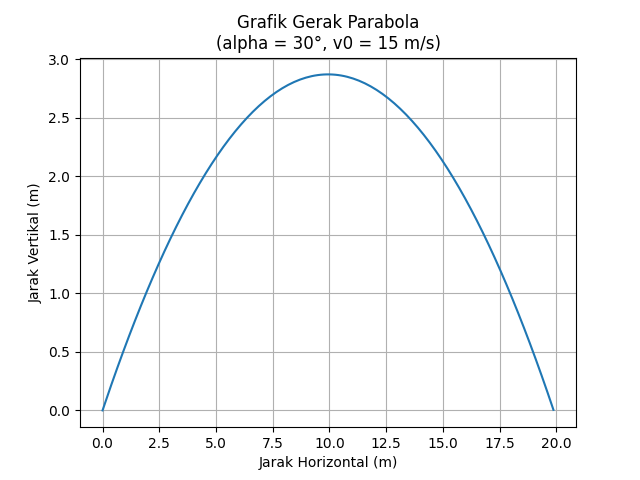 Grafik Gerak Parabola
(alpha = 30°, v0 = 15 m/s)
3.0
2.5
2.0
1.5
1.0
0.5
0.0
Jarak Vertikal (m)
0.0 2.5 5.0 7.5 10.0 12.5 15.0 17.5 20.0
Jarak Horizontal (m)